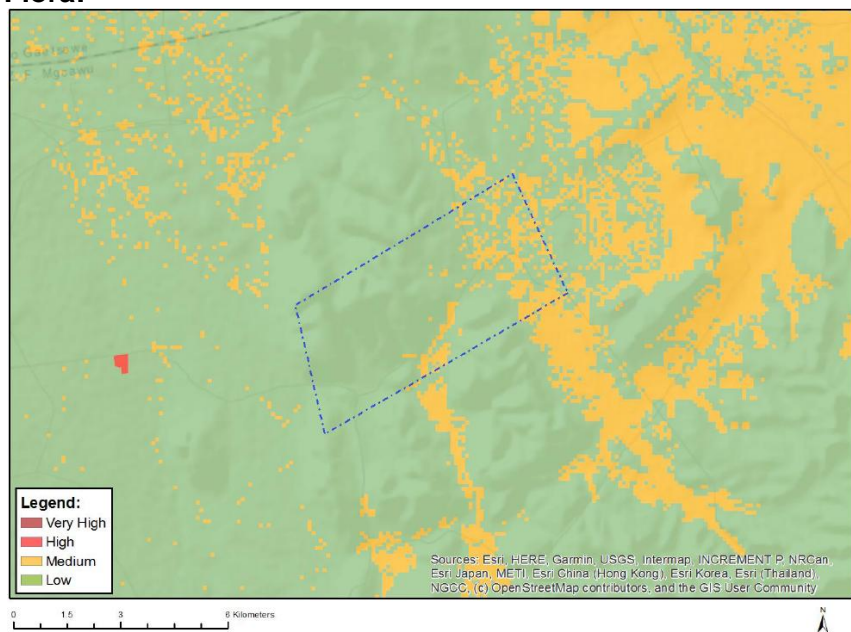 Legend:
Very High
High
Medium
Low
Sources: Esri, HERE, Garmin, USGS, Intermap, INCREMENT P, NRCan,
Esri Japan, METI, Esri China (Hong Kong), Esri Korea, Esri (Thailand),
NGCC, (c) OpenStreetMap contributors, and the GIS User Community
0 1.5 3 6 Kilometers
N